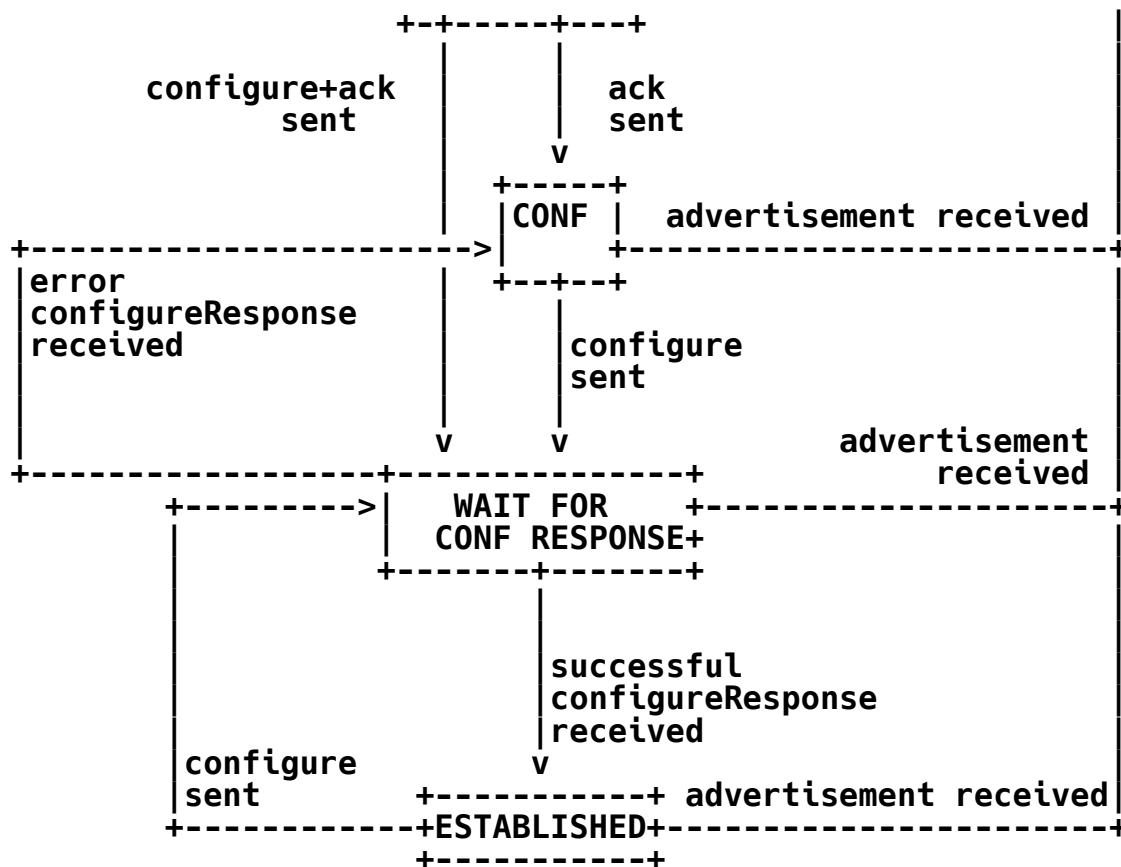 configure+ack
sent
ack
sent
CONF
advertisement received
error
configureResponse
received
configure
sent
advertisement
received
WAIT FOR
CONF RESPONSE
successful
configureResponse
received
configure
sent
advertisement received
ESTABLISHED